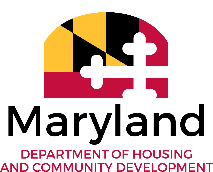 Maryland
DEPARTMENT OF HOUSING
AND COMMUNITY DEVELOPMENT